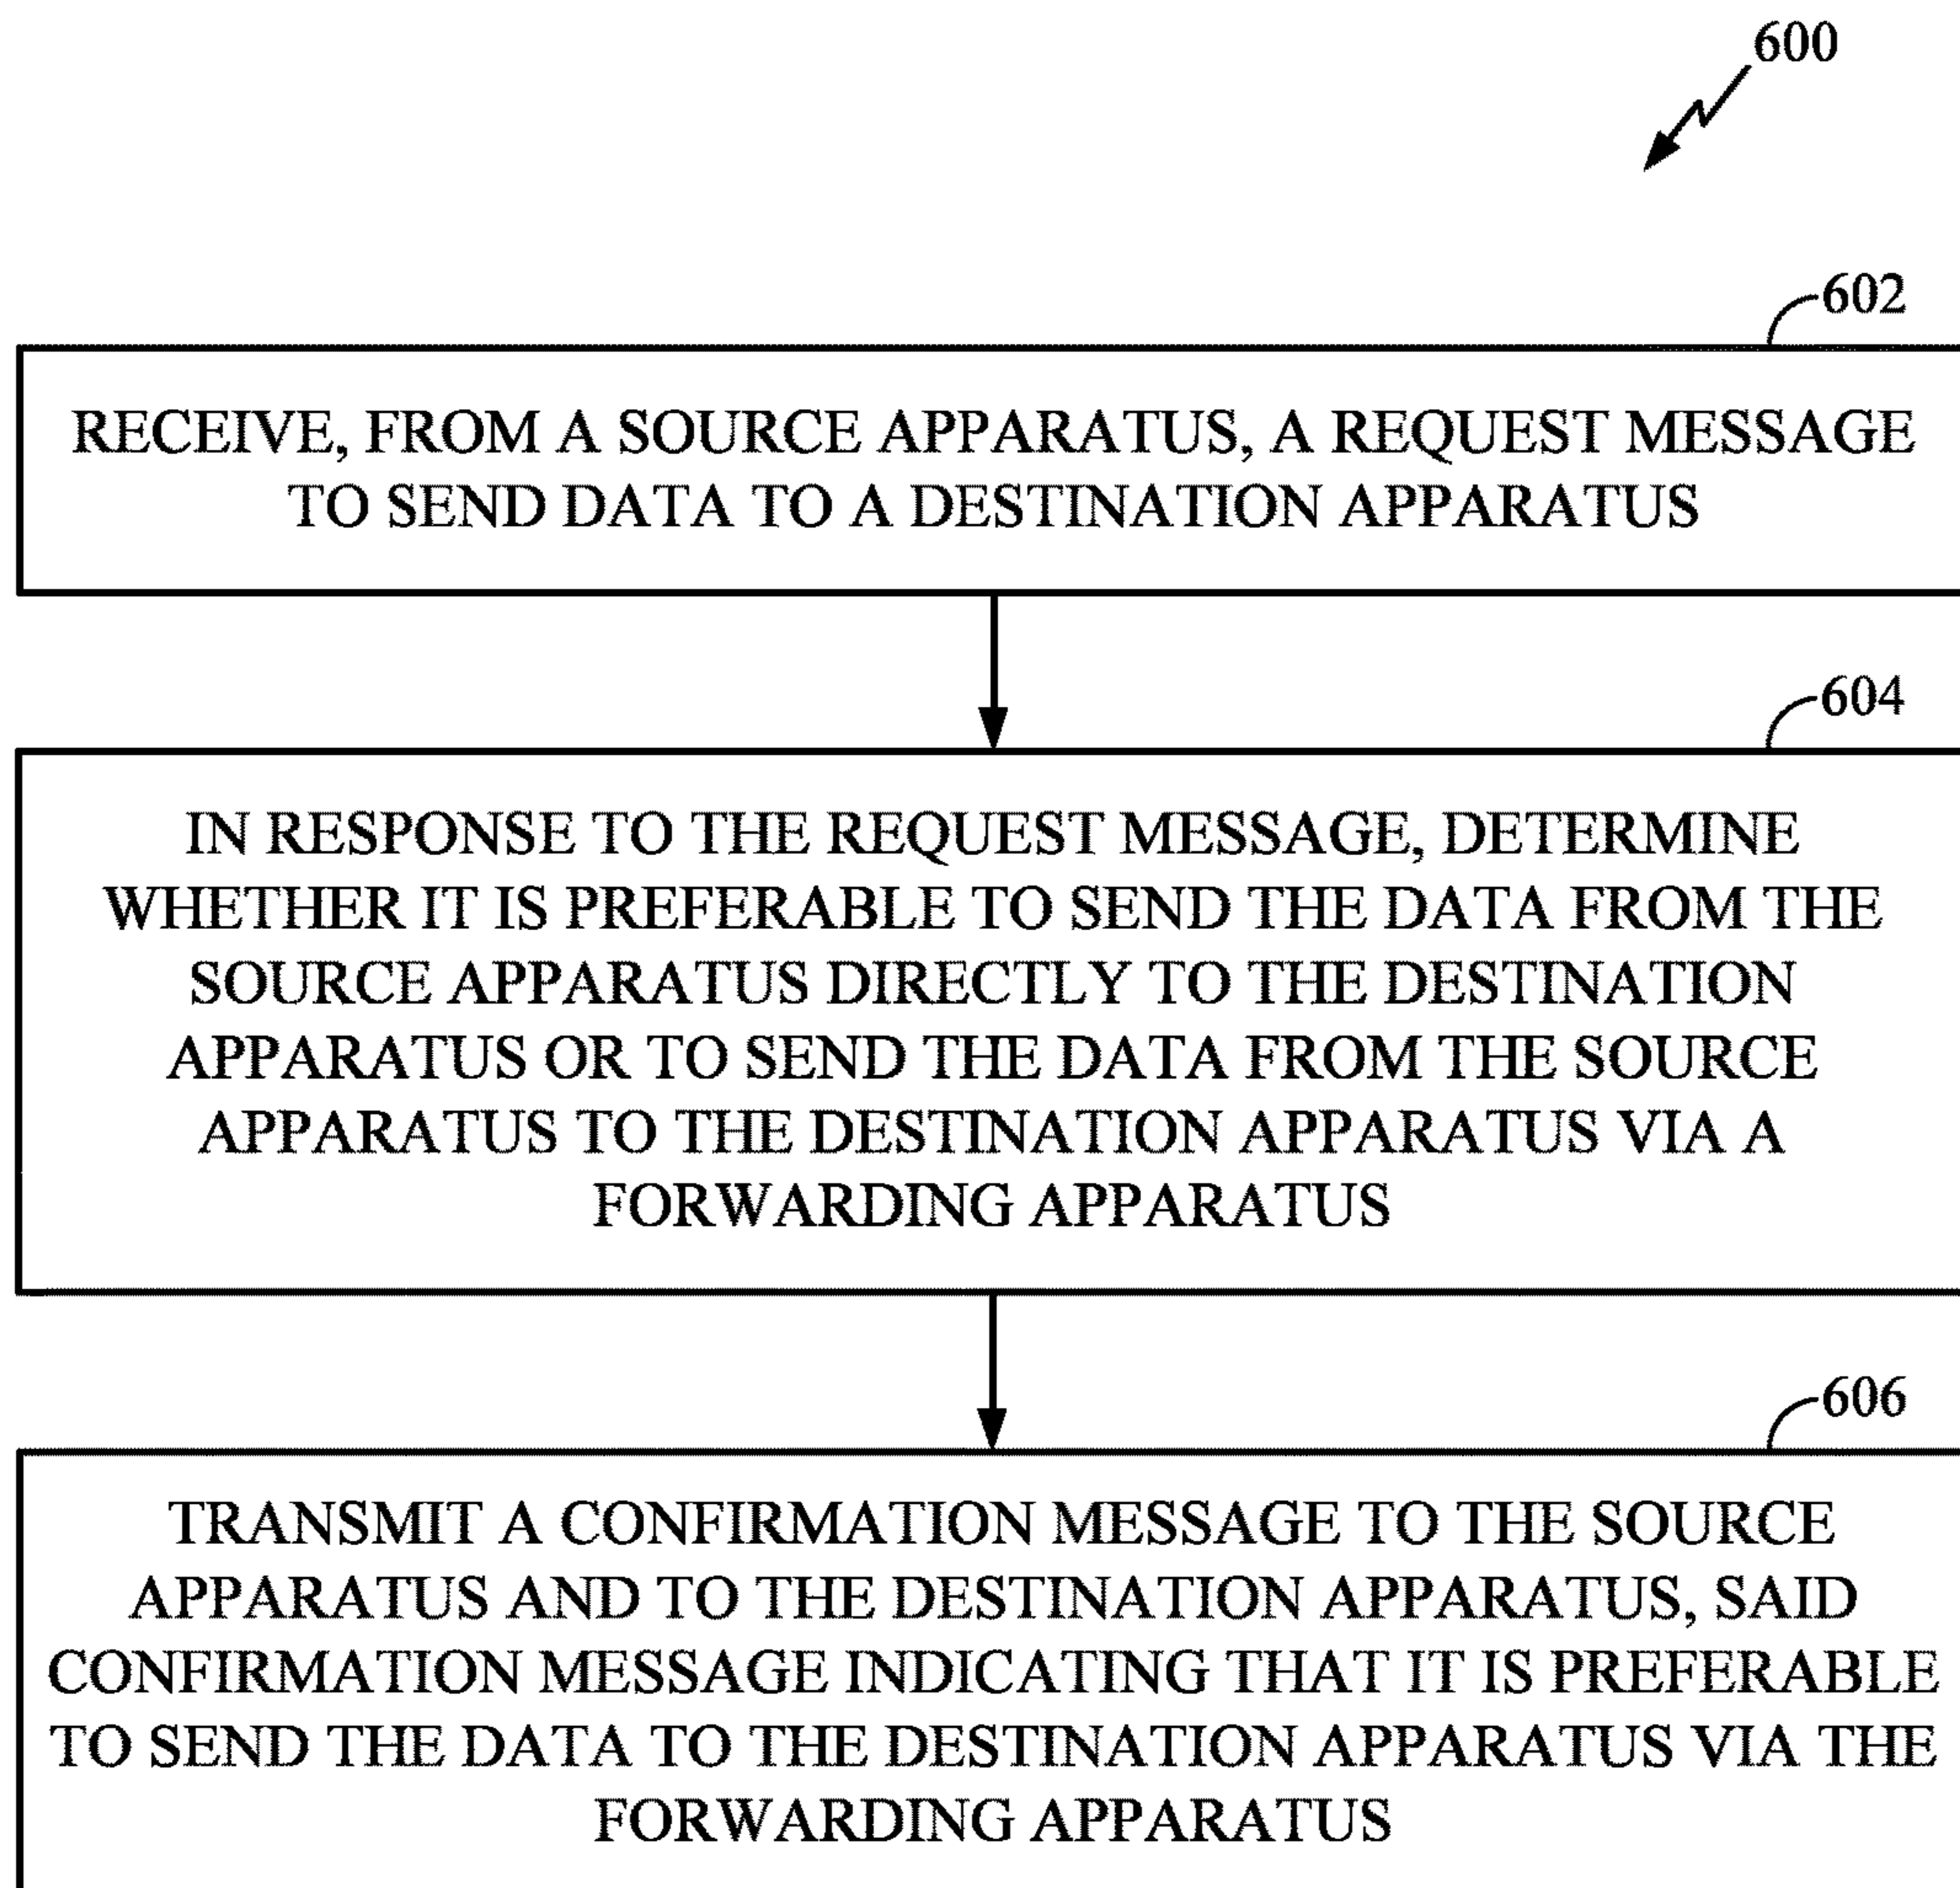 600
602
RECEIVE, FROM A SOURCE APPARATUS, A REQUEST MESSAGE
TO SEND DATA TO A DESTINATION APPARATUS
604
IN RESPONSE TO THE REQUEST MESSAGE, DETERMINE
WHETHER IT IS PREFERABLE TO SEND THE DATA FROM THE
SOURCE APPARATUS DIRECTLY TO THE DESTINATION
APPARATUS OR TO SEND THE DATA FROM THE SOURCE
APPARATUS TO THE DESTINATION APPARATUS VIA A
FORWARDING APPARATUS
606
TRANSMIT A CONFIRMATION MESSAGE TO THE SOURCE
APPARATUS AND TO THE DESTINATION APPARATUS, SAID
CONFIRMATION MESSAGE INDICATING THAT IT IS PREFERABLE
TO SEND THE DATA TO THE DESTINATION APPARATUS VIA THE
FORWARDING APPARATUS